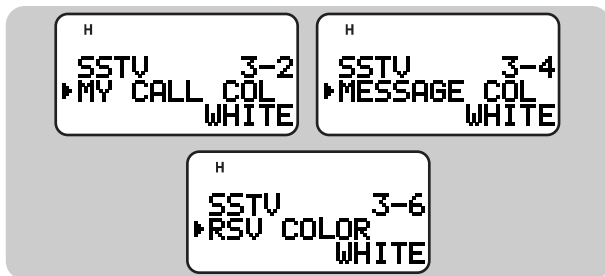 H
SSTV 3-2
MY CALL COL
WHITE
H
SSTV 3-4
MESSAGE COL
WHITE
H
SSTV 3-6
RSV COLOR
WHITE